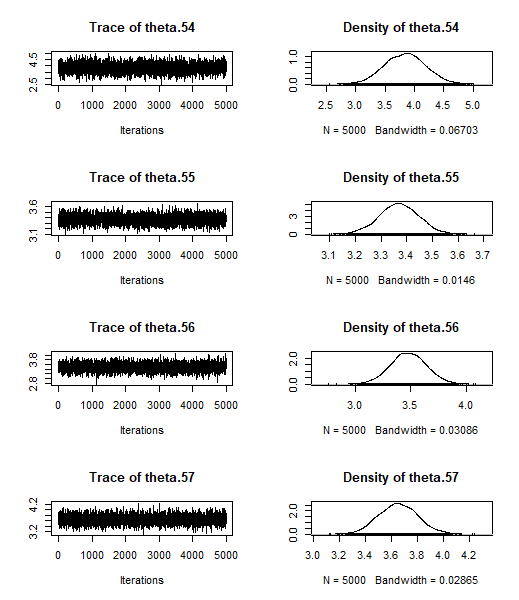 Trace of theta.54
Density of theta.54
2.5 4.5
0.0 1.0
0 1000 2000 3000 4000 5000
2.5 3.0 3.5 4.0 4.5 5.0
Iterations
N = 5000 Bandwidth = 0.06703
Trace of theta.55
Density of theta.55
3.1 3.6
0 3
0 1000 2000 3000 4000 5000
3.1 3.2 3.3 3.4 3.5 3.6 3.7
Iterations
N = 5000 Bandwidth = 0.0146
Trace of theta.56
Density of theta.56
2.8 3.8
0.0 2.0
0 1000 2000 3000 4000 5000
3.0 3.5 4.0
Iterations
N = 5000 Bandwidth = 0.03086
Trace of theta.57
Density of theta.57
3.2 4.2
0.0 2.0
0 1000 2000 3000 4000 5000
3.0 3.2 3.4 3.6 3.8 4.0 4.2
Iterations
N = 5000 Bandwidth = 0.02865